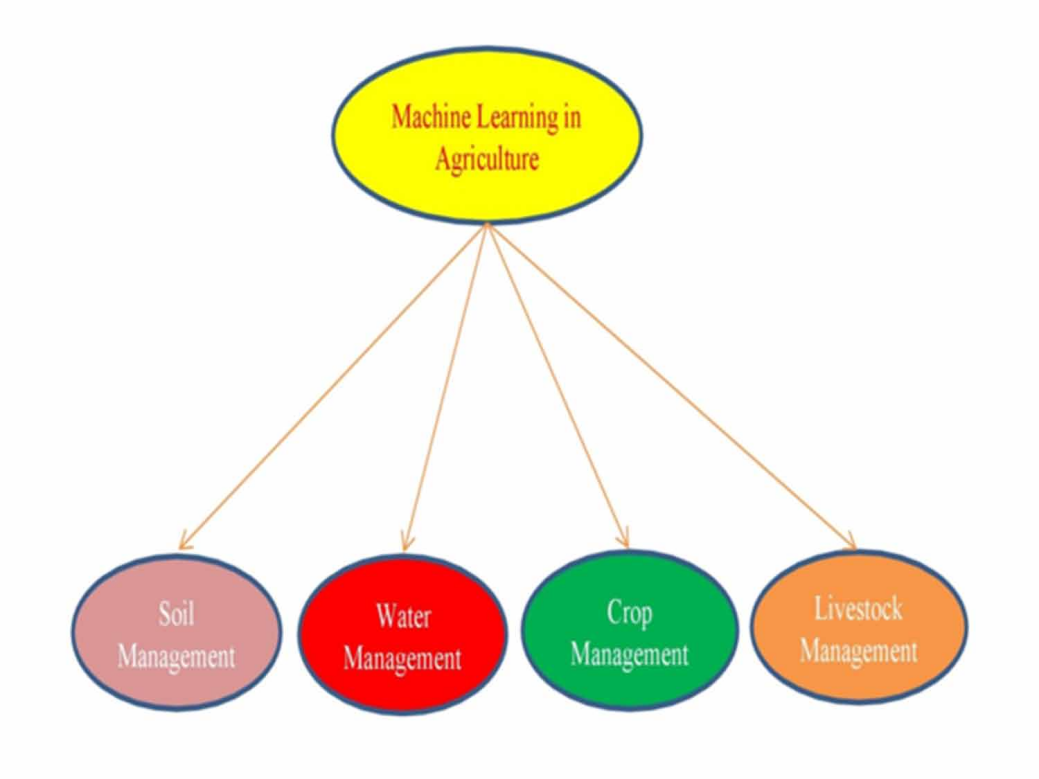 Machine Learning in
Agriculture
Soil
Management
Water
Management
Crop
Management
Livestock
Management